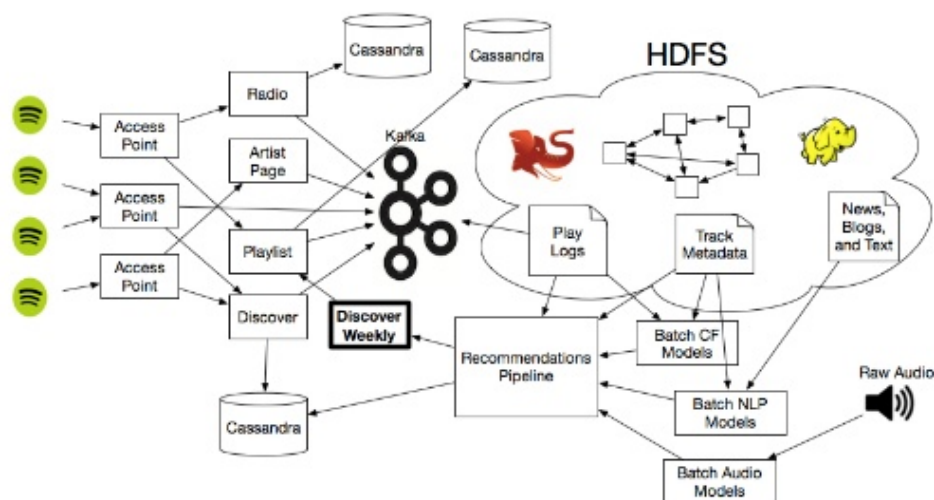 Cassandra
Cassandra
HDFS
Radio
Access
Point
Kafka
Artist
Page
Access
Point
News,
Blogs,
and Text
Play
Logs
Track
Metadata
Playlist
Access
Point
Discover
Discover
Weekly
Recommendations
Pipeline
Batch CF
Models
Raw Audio
Cassandra
Batch NLP
Models
Batch Audio
Models